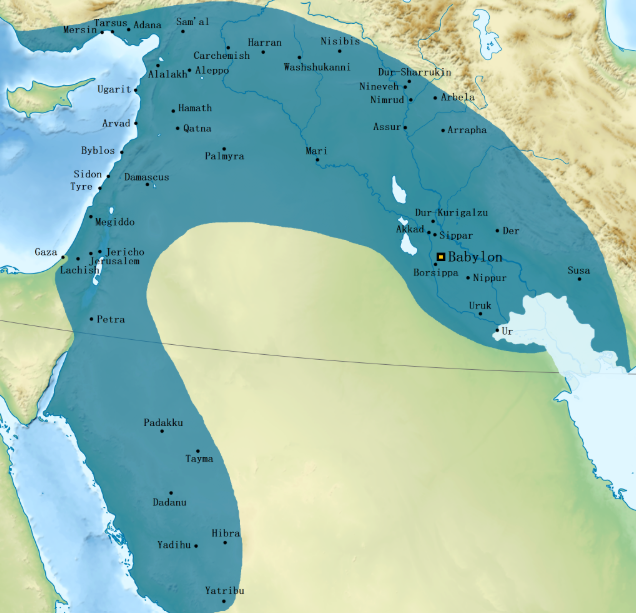 Mersin
Tarsus
Adana
Sam'al
Carchemish
Harran
Nisibis
Washshukanni
Alalakh
Aleppo
Dur-Sharrukin
Nineveh
Nimrud
Arbela
Ugarit
Hamath
Arvad
Qatna
Assur
Arrapha
Byblos
Palmyra
Mari
Sidon
Damascus
Tyre
Megiddo
Dur-Kurigalzu
Akkad
Sippar
Der
Gaza
Jericho
Jerusalem
Lachish
Babylon
Borsippa
Nippur
Susa
Uruk
Petra
Ur
Padakku
Tayma
Dadanu
Hibra
Yadihu
Yatribu